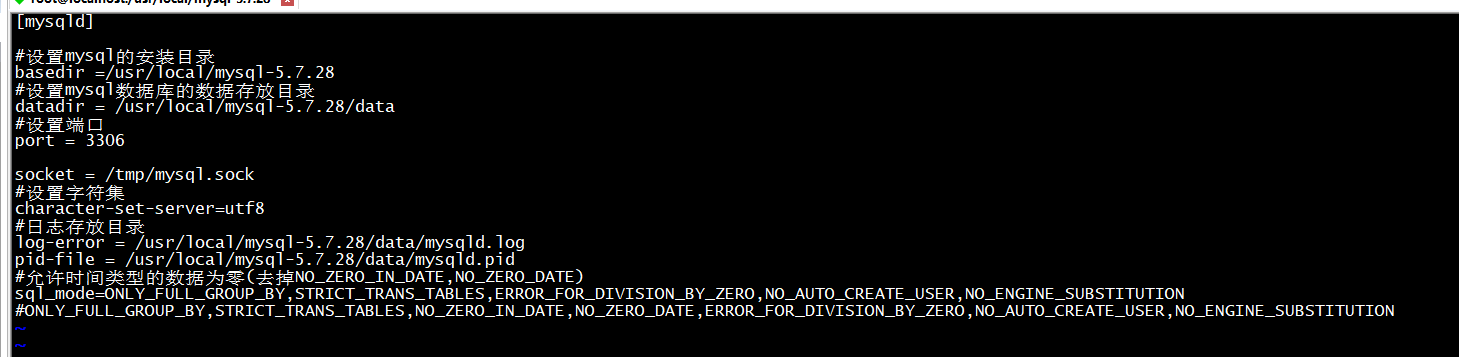 root@localhost:/usr/local/mysql-5.7.28
[mysqld]
#设置mysql的安装目录
basedir =/usr/local/mysql-5.7.28
#设置mysql数据库的数据存放目录
datadir = /usr/local/mysql-5.7.28/data
#设置端口
port = 3306
socket = /tmp/mysql.sock
#设置字符集
character-set-server=utf8
#日志存放目录
log-error = /usr/local/mysql-5.7.28/data/mysqld.log
pid-file = /usr/local/mysql-5.7.28/data/mysqld.pid
#允许时间类型的数据为零(去掉NO_ZERO_IN_DATE,NO_ZERO_DATE)
sql_mode=ONLY_FULL_GROUP_BY,STRICT_TRANS_TABLES,ERROR_FOR_DIVISION_BY_ZERO,NO_AUTO_CREATE_USER,NO_ENGINE_SUBSTITUTION
#ONLY_FULL_GROUP_BY,STRICT_TRANS_TABLES,NO_ZERO_IN_DATE,NO_ZERO_DATE,ERROR_FOR_DIVISION_BY_ZERO,NO_AUTO_CREATE_USER,NO_ENGINE_SUBSTITUTION
~
~